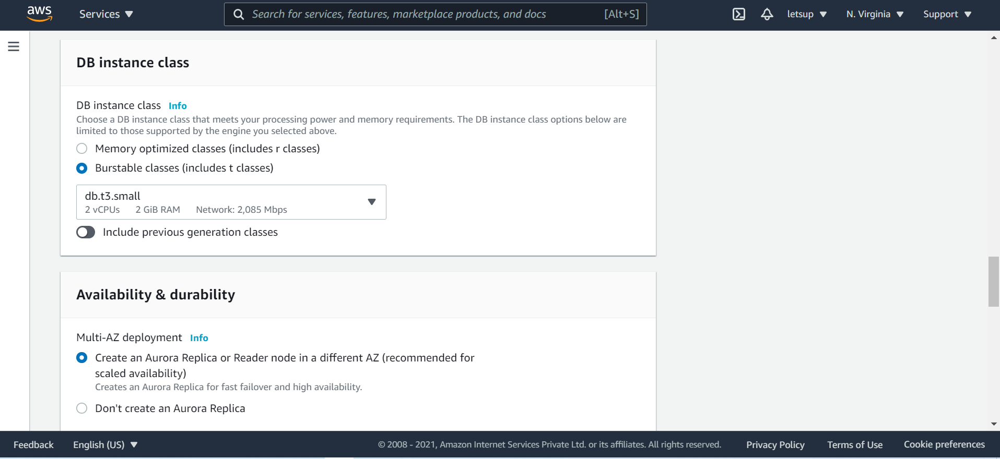 aws
Services
Search for services, features, marketplace products, and docs
[Alt+S]
letsup
N. Virginia
Support
DB instance class
DB instance class Info
Choose a DB instance class that meets your processing power and memory requirements. The DB instance class options below are
limited to those supported by the engine you selected above.
Memory optimized classes (includes r classes)
Burstable classes (includes t classes)
db.t3.small
2 vCPUs 2 GiB RAM Network: 2,085 Mbps
Include previous generation classes
Availability & durability
Multi-AZ deployment Info
Create an Aurora Replica or Reader node in a different AZ (recommended for
scaled availability)
Creates an Aurora Replica for fast failover and high availability.
Don't create an Aurora Replica
Feedback
English (US)
© 2008 - 2021, Amazon Internet Services Private Ltd. or its affiliates. All rights reserved.
Privacy Policy
Terms of Use
Cookie preferences